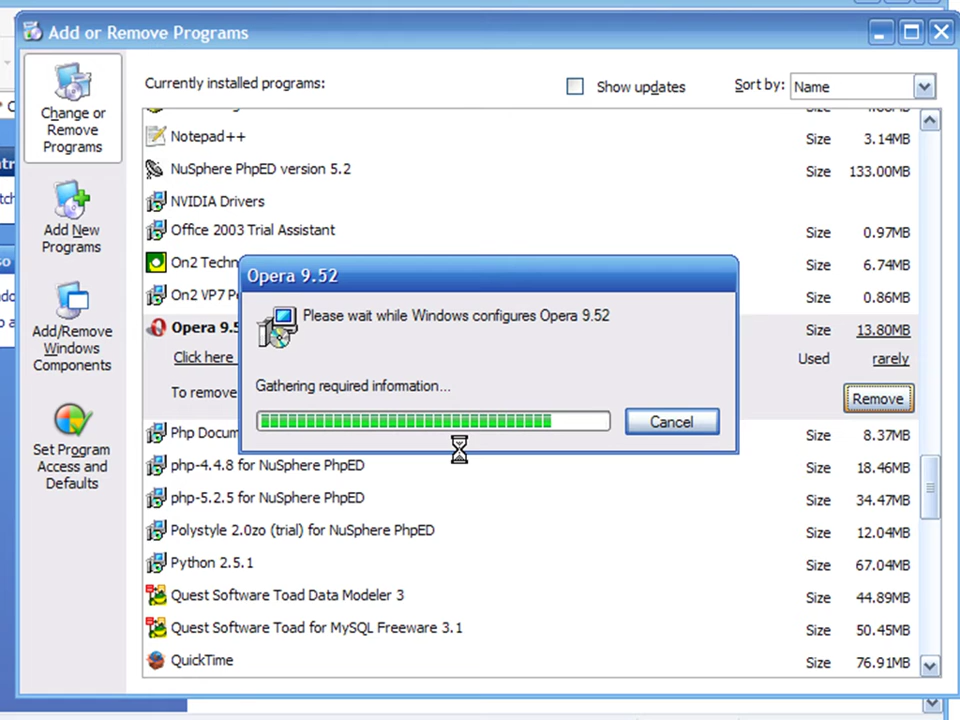 Add or Remove Programs
Currently installed programs:
Show updates
Sort by:
Name
Change or
Remove
Programs
Add New
Programs
Add/Remove
Windows
Components
Set Program
Access and
Defaults
Notepad++ Size 3.14MB
NuSphere PhpED version 5.2 Size 133.00MB
NVIDIA Drivers
Office 2003 Trial Assistant Size 0.97MB
On2 Techn Size 6.74MB
On2 VP7 Pe Size 0.86MB
Opera 9.5 Size 13.80MB
Click here Used rarely
To remove Remove
Opera 9.52
Please wait while Windows configures Opera 9.52
Gathering required information...
Cancel
Php Docum Size 8.37MB
php-4.4.8 for NuSphere PhpED Size 18.46MB
php-5.2.5 for NuSphere PhpED Size 34.47MB
Polystyle 2.0zo (trial) for NuSphere PhpED Size 12.04MB
Python 2.5.1 Size 67.04MB
Quest Software Toad Data Modeler 3 Size 44.89MB
Quest Software Toad for MySQL Freeware 3.1 Size 50.45MB
QuickTime Size 76.91MB